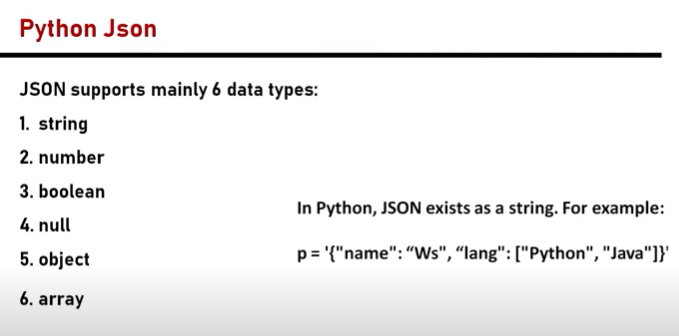 Python Json
JSON supports mainly 6 data types:
1. string
2. number
3. boolean
4. null
5. object
6. array
In Python, JSON exists as a string. For example:
p = '{"name": “Ws", “lang": ["Python", "Java"]}'